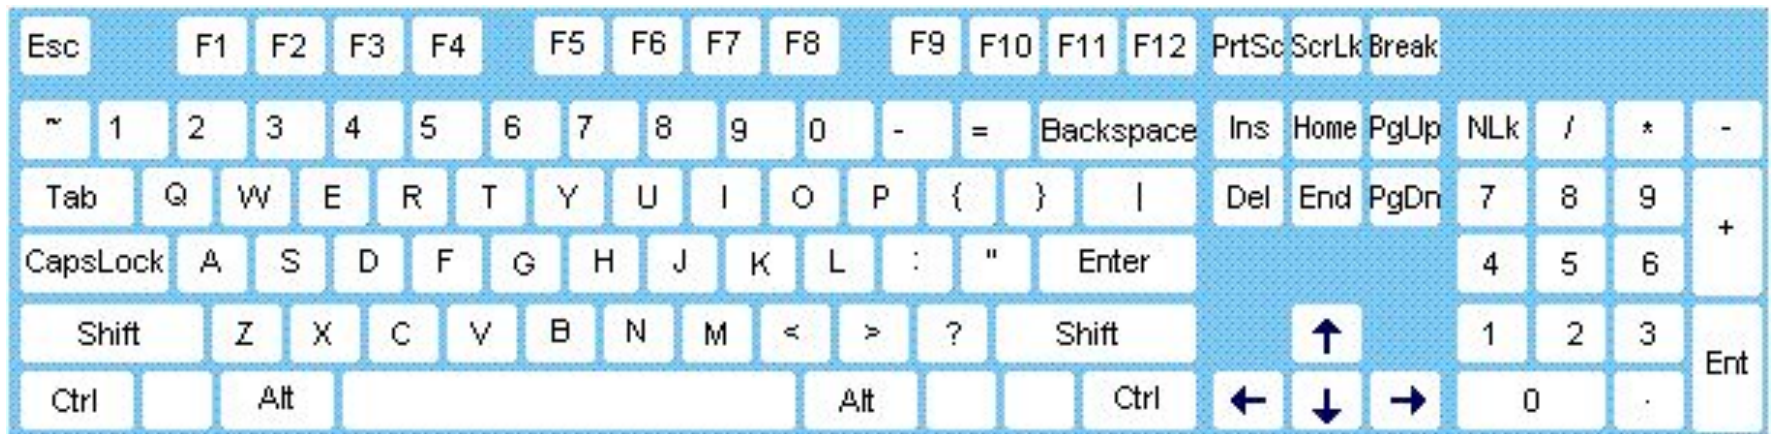 Esc F1 F2 F3 F4 F5 F6 F7 F8 F9 F10 F11 F12 PrtSc ScrLk Break
~ 1 2 3 4 5 6 7 8 9 0 - = Backspace Ins Home PgUp NLk / * -
Tab Q W E R T Y U I O P { } | Del End PgDn 7 8 9 +
CapsLock A S D F G H J K L : " Enter 4 5 6
Shift Z X C V B N M < > ? Shift ↑ 1 2 3 Ent
Ctrl Alt Alt Ctrl ← ↓ → 0 .